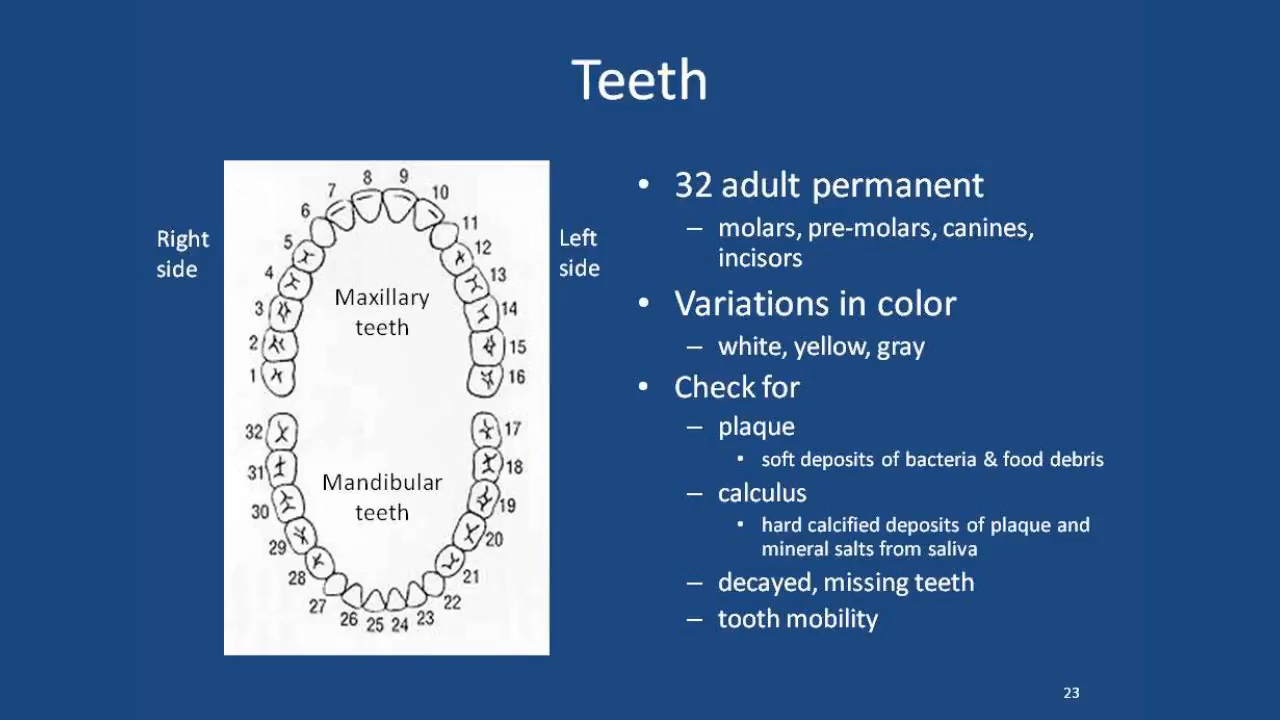 Teeth
Right
side
Left
side
1
2
3
4
5
6
7
8
9
10
11
12
13
14
15
16
Maxillary
teeth
32
31
30
29
28
27
26
25
24
23
22
21
20
19
18
17
Mandibular
teeth
• 32 adult permanent
– molars, pre-molars, canines,
incisors
• Variations in color
– white, yellow, gray
• Check for
– plaque
• soft deposits of bacteria & food debris
– calculus
• hard calcified deposits of plaque and
mineral salts from saliva
– decayed, missing teeth
– tooth mobility
23